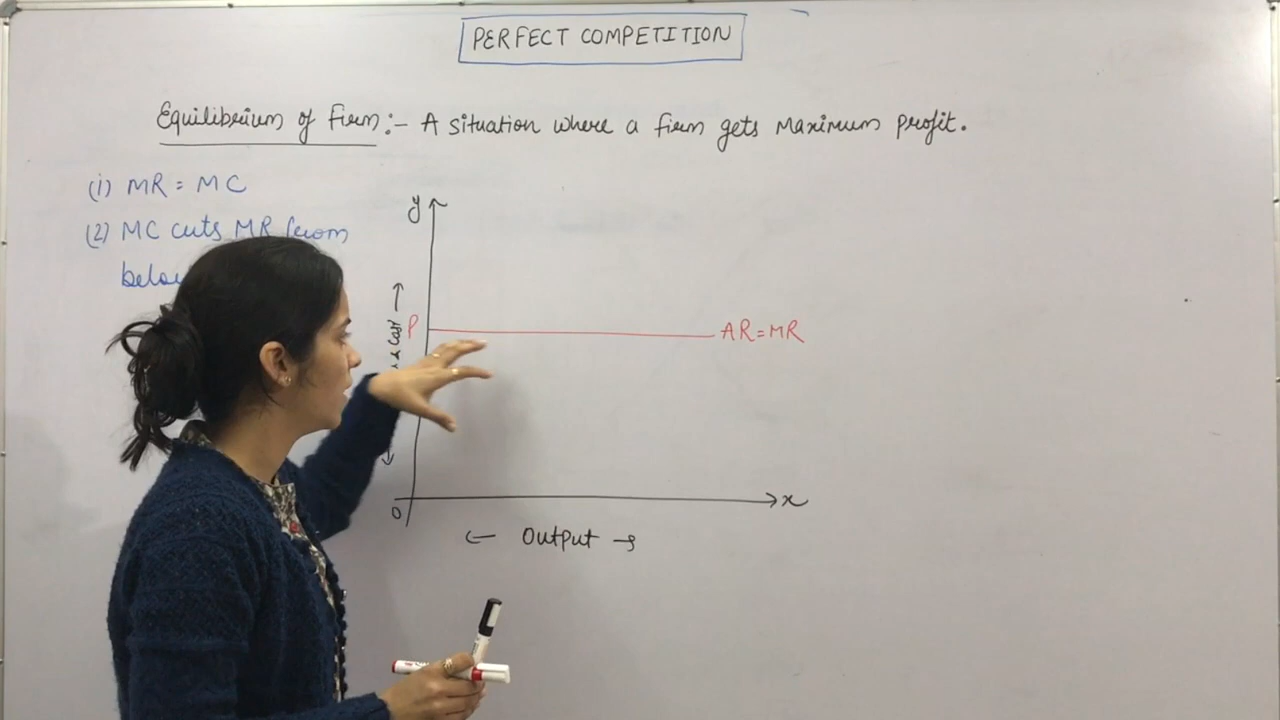 PERFECT COMPETITION
Equilibrium of Firm:- A situation where a firm gets Maximum profit.
(i) MR = MC
(2) MC cuts MR from
below
y
P
Cost
AR=MR
O
x
Output